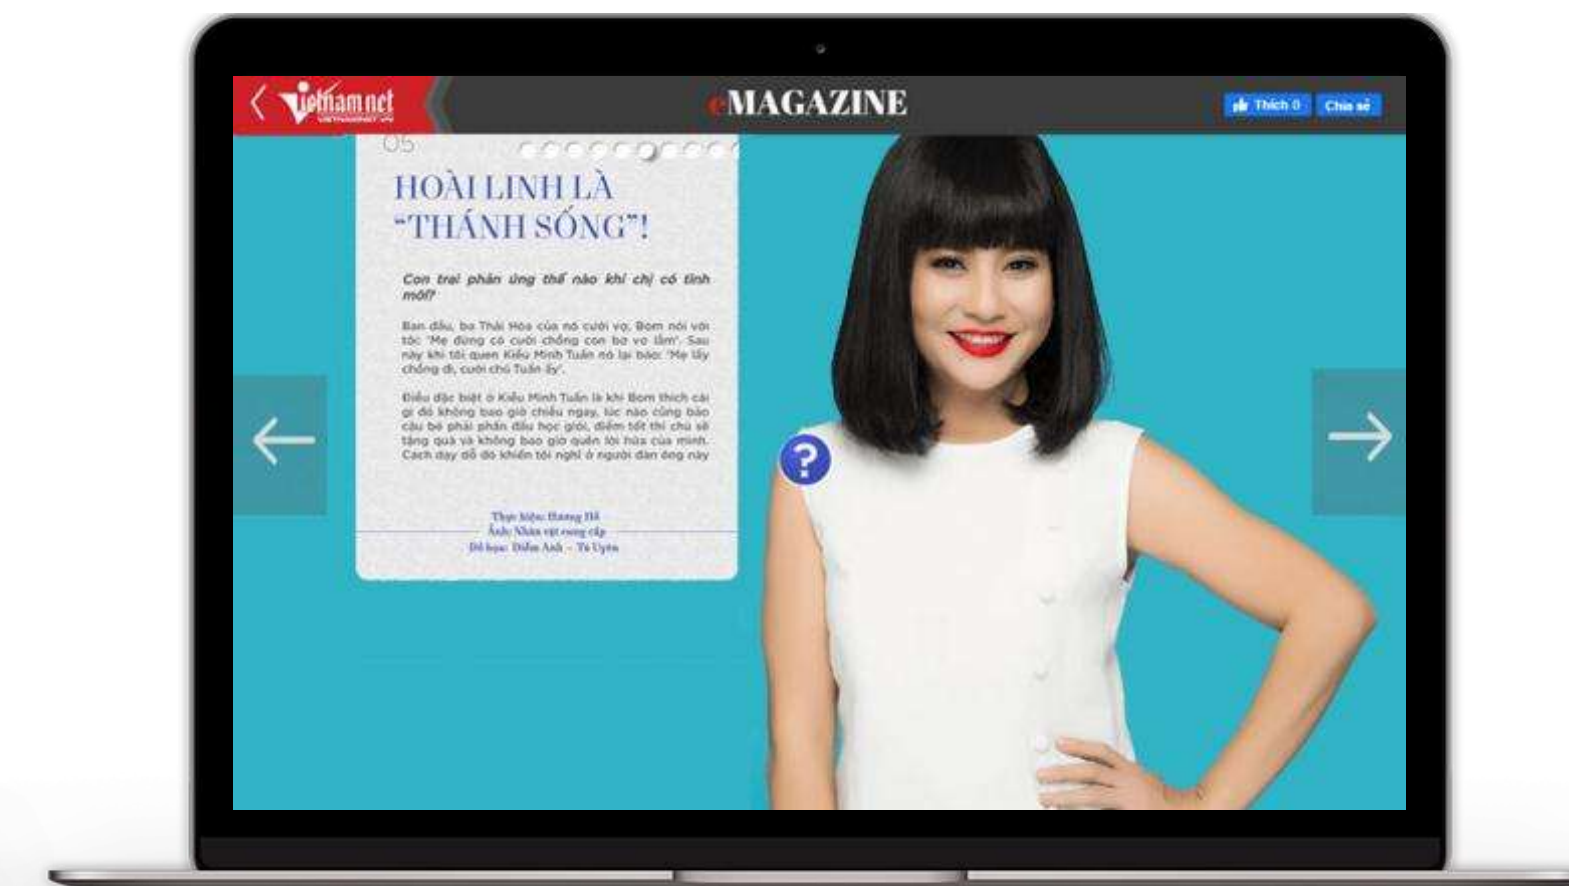 vietnamnet
VIETNAMNET.VN
eMAGAZINE
Thích 0
Chia sẻ
05
HOÀI LINH LÀ
“THÁNH SỐNG”!
Con trai phản ứng thế nào khi chị có tình
mới?
Ban đầu, ba Thái Hòa của nó cưới vợ, Bom nói với
tôi: 'Mẹ đừng có cưới chồng con bơ vơ lắm'. Sau
này khi tôi quen Kiều Minh Tuấn nó lại bảo: 'Mẹ lấy
chồng đi, cưới chú Tuấn ấy'.
Điều đặc biệt ở Kiều Minh Tuấn là khi Bom thích cái
gì đó không bao giờ chiều ngay, lúc nào cũng bảo
cậu bé phải phấn đấu học giỏi, điểm tốt thì chú sẽ
tặng quà và không bao giờ quên lời hứa của mình.
Cách dạy dỗ đó khiến tôi nghĩ ở người đàn ông này
Thực hiện: Hương Hồ
Ảnh: Nhân vật cung cấp
Đồ họa: Diễm Anh - Tú Uyên
?